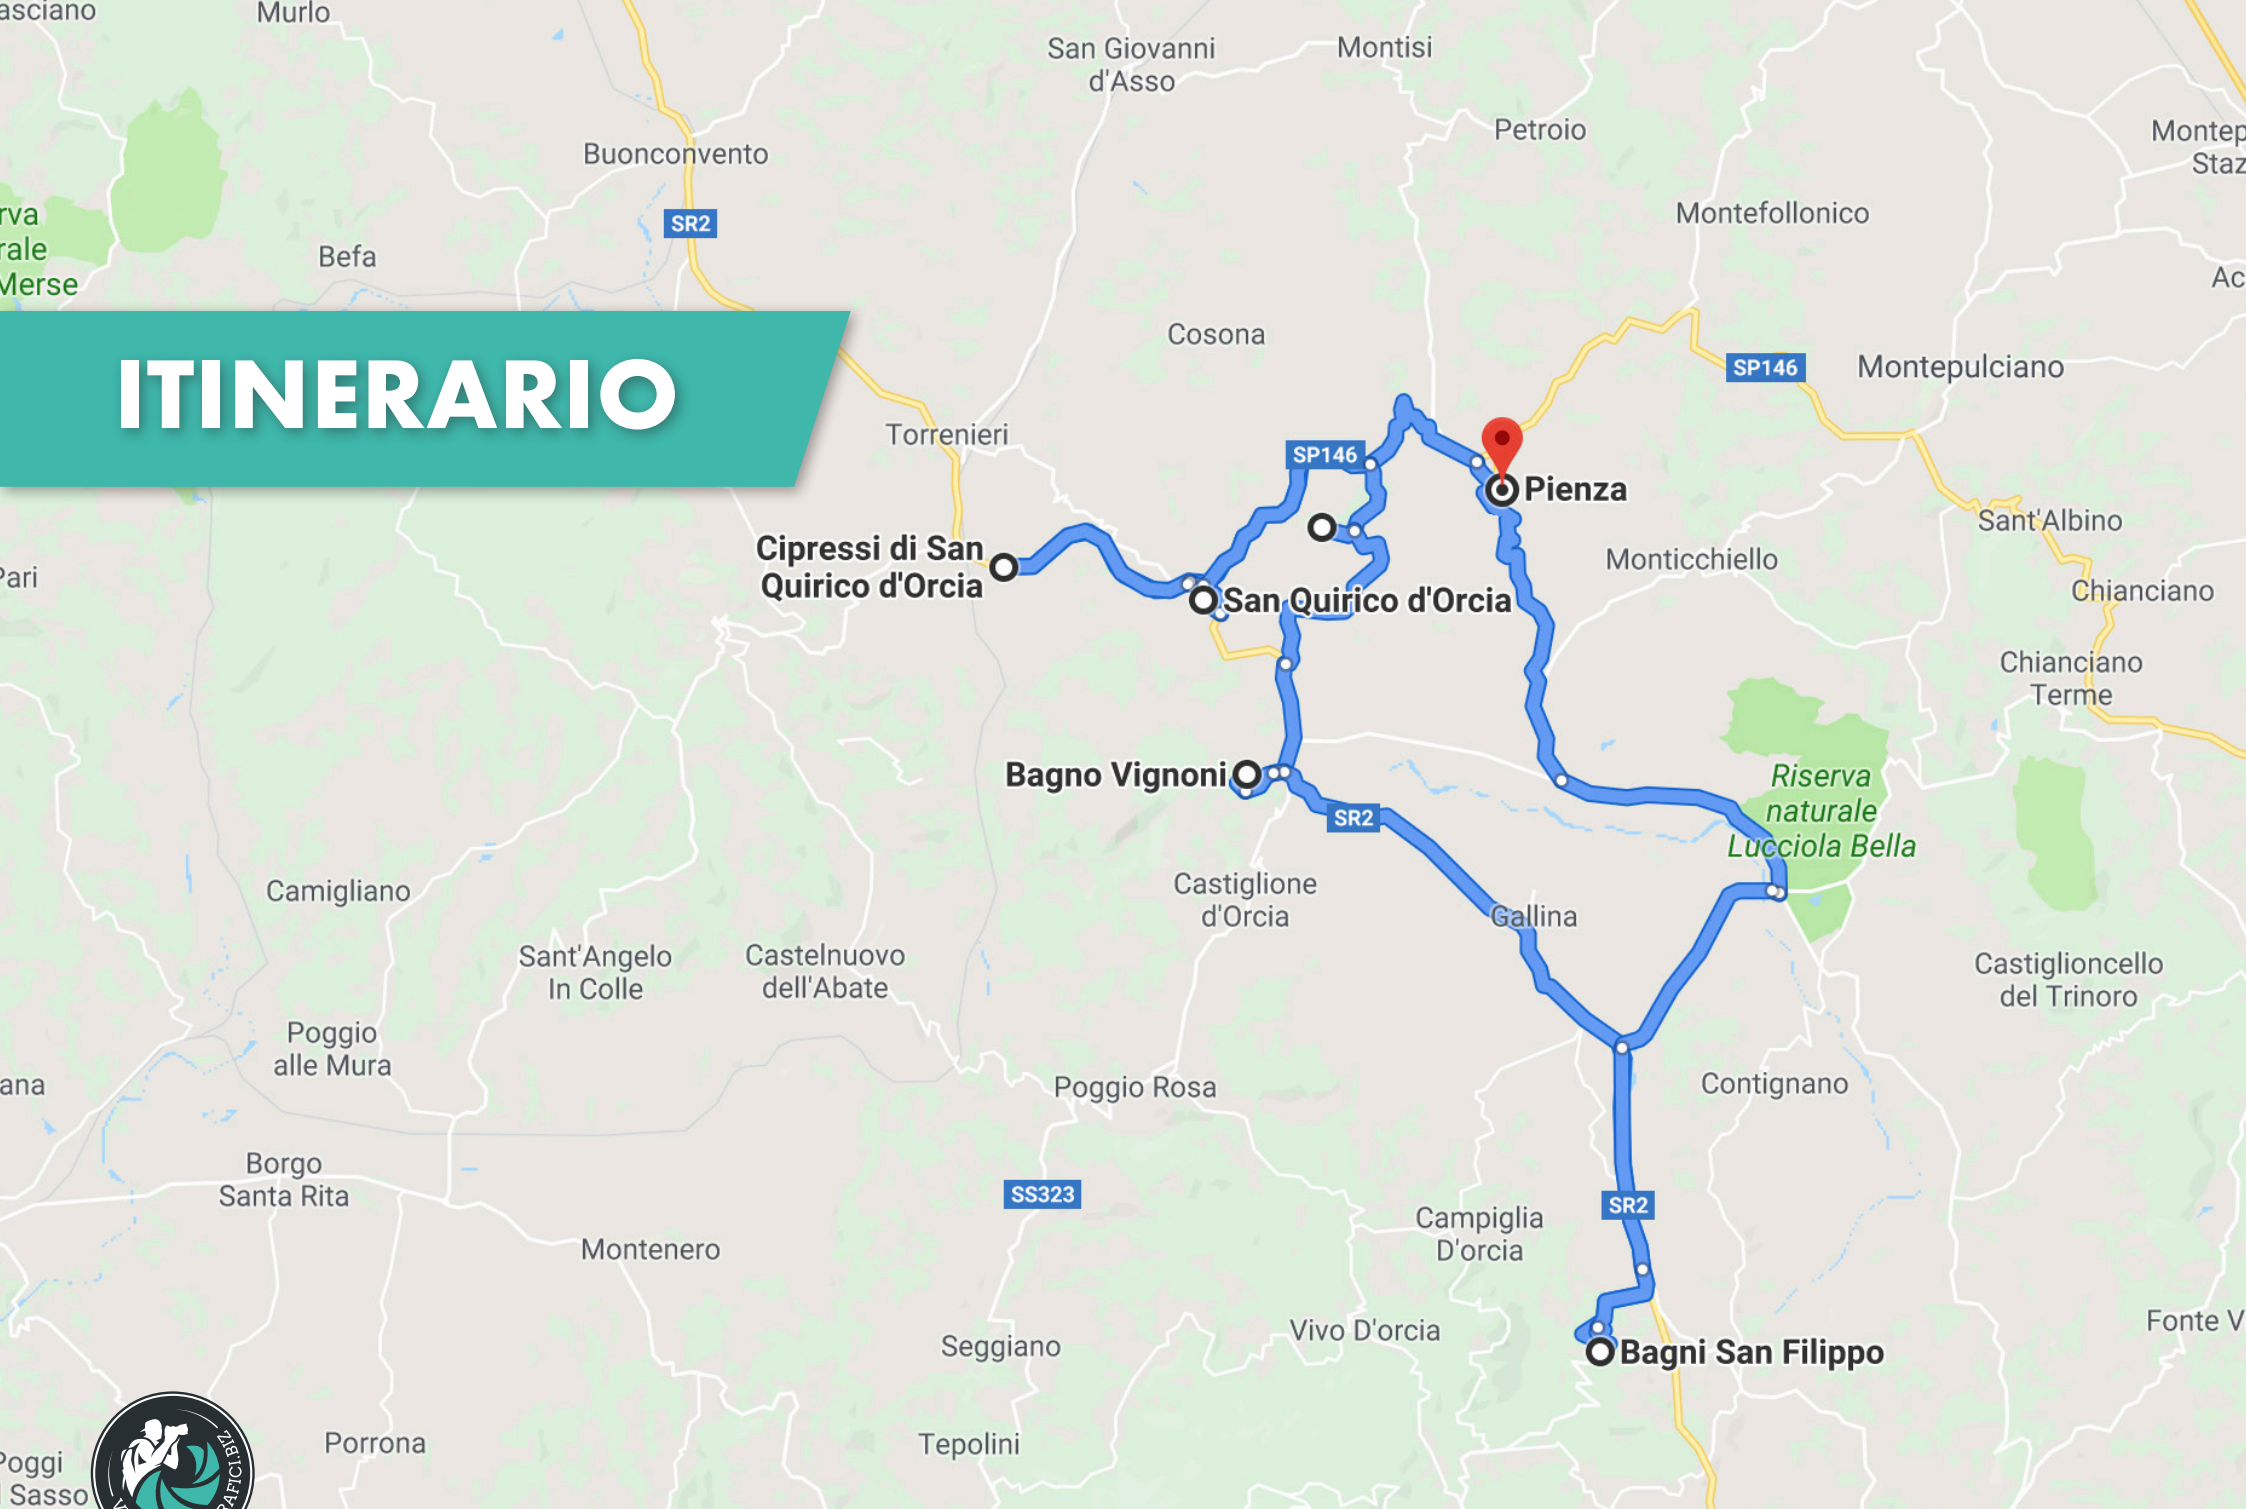 asciano
Murlo
San Giovanni
d'Asso
Montisi
Petroio
Montep
Staz
Buonconvento
SR2
Montefollonico
rva
rale
Merse
Befa
Ac
Cosona
ITINERARIO
SP146
Montepulciano
Torrenieri
SP146
Pienza
Sant'Albino
Cipressi di San
Quirico d'Orcia
Monticchiello
Pari
Chianciano
San Quirico d'Orcia
Chianciano
Terme
Bagno Vignoni
Riserva
naturale
Lucciola Bella
SR2
Castiglione
d'Orcia
Camigliano
Gallina
Sant'Angelo
In Colle
Castelnuovo
dell'Abate
Castiglioncello
del Trinoro
Poggio
alle Mura
ana
Poggio Rosa
Contignano
Borgo
Santa Rita
SS323
SR2
Campiglia
D'orcia
Montenero
Fonte V
Vivo D'orcia
Seggiano
Bagni San Filippo
Porrona
Tepolini
Poggi
Sasso
RAFICI.BIZ